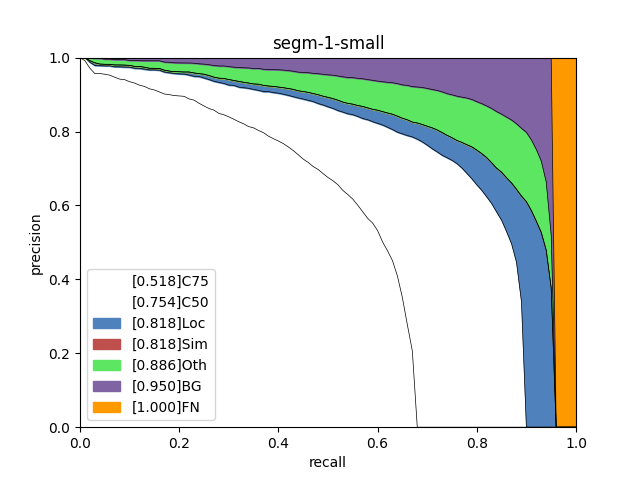 segm-1-small
1.0
0.8
0.6
0.4
0.2
0.0
precision
[0.518]C75
[0.754]C50
[0.818]Loc
[0.818]Sim
[0.886]Oth
[0.950]BG
[1.000]FN
0.0 0.2 0.4 0.6 0.8 1.0
recall